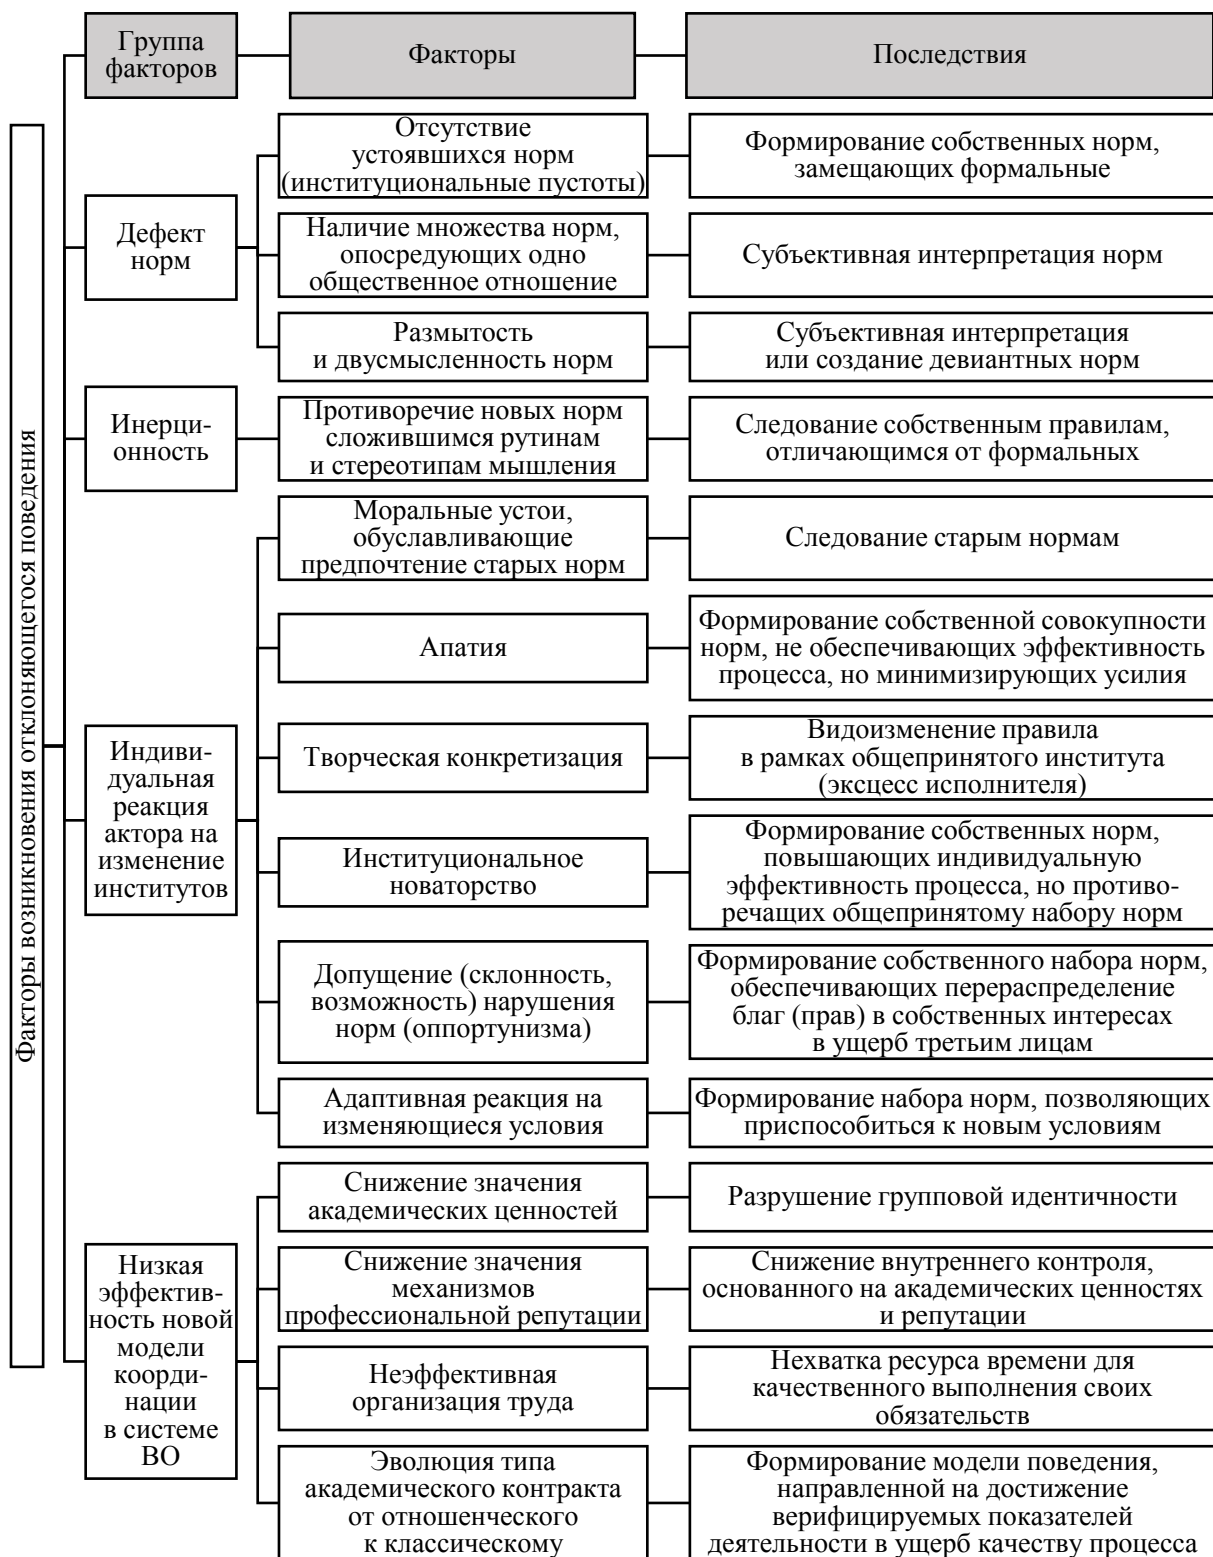 Группа
факторов
Факторы
Последствия
Факторы возникновения отклоняющегося поведения
Дефект
норм
Отсутствие
устоявшихся норм
(институциональные пустоты)
Формирование собственных норм,
замещающих формальные
Наличие множества норм,
опосредующих одно
общественное отношение
Субъективная интерпретация норм
Размытость
и двусмысленность норм
Субъективная интерпретация
или создание девиантных норм
Инерци-
онность
Противоречие новых норм
сложившимся рутинам
и стереотипам мышления
Следование собственным правилам,
отличающимся от формальных
Индиви-
дуальная
реакция
актора на
изменение
институтов
Моральные устои,
обуславливающие
предпочтение старых норм
Следование старым нормам
Апатия
Формирование собственной совокупности
норм, не обеспечивающих эффективность
процесса, но минимизирующих усилия
Творческая конкретизация
Видоизменение правила
в рамках общепринятого института
(эксцесс исполнителя)
Институциональное
новаторство
Формирование собственных норм,
повышающих индивидуальную
эффективность процесса, но противо-
речащих общепринятому набору норм
Допущение (склонность,
возможность) нарушения
норм (оппортунизма)
Формирование собственного набора норм,
обеспечивающих перераспределение
благ (прав) в собственных интересах
в ущерб третьим лицам
Адаптивная реакция на
изменяющиеся условия
Формирование набора норм, позволяющих
приспособиться к новым условиям
Низкая
эффектив-
ность новой
модели
коорди-
нации
в системе
ВО
Снижение значения
академических ценностей
Разрушение групповой идентичности
Снижение значения
механизмов
профессиональной репутации
Снижение внутреннего контроля,
основанного на академических ценностях
и репутации
Неэффективная
организация труда
Нехватка ресурса времени для
качественного выполнения своих
обязательств
Эволюция типа
академического контракта
от отношенческого
к классическому
Формирование модели поведения,
направленной на достижение
верифицируемых показателей
деятельности в ущерб качеству процесса